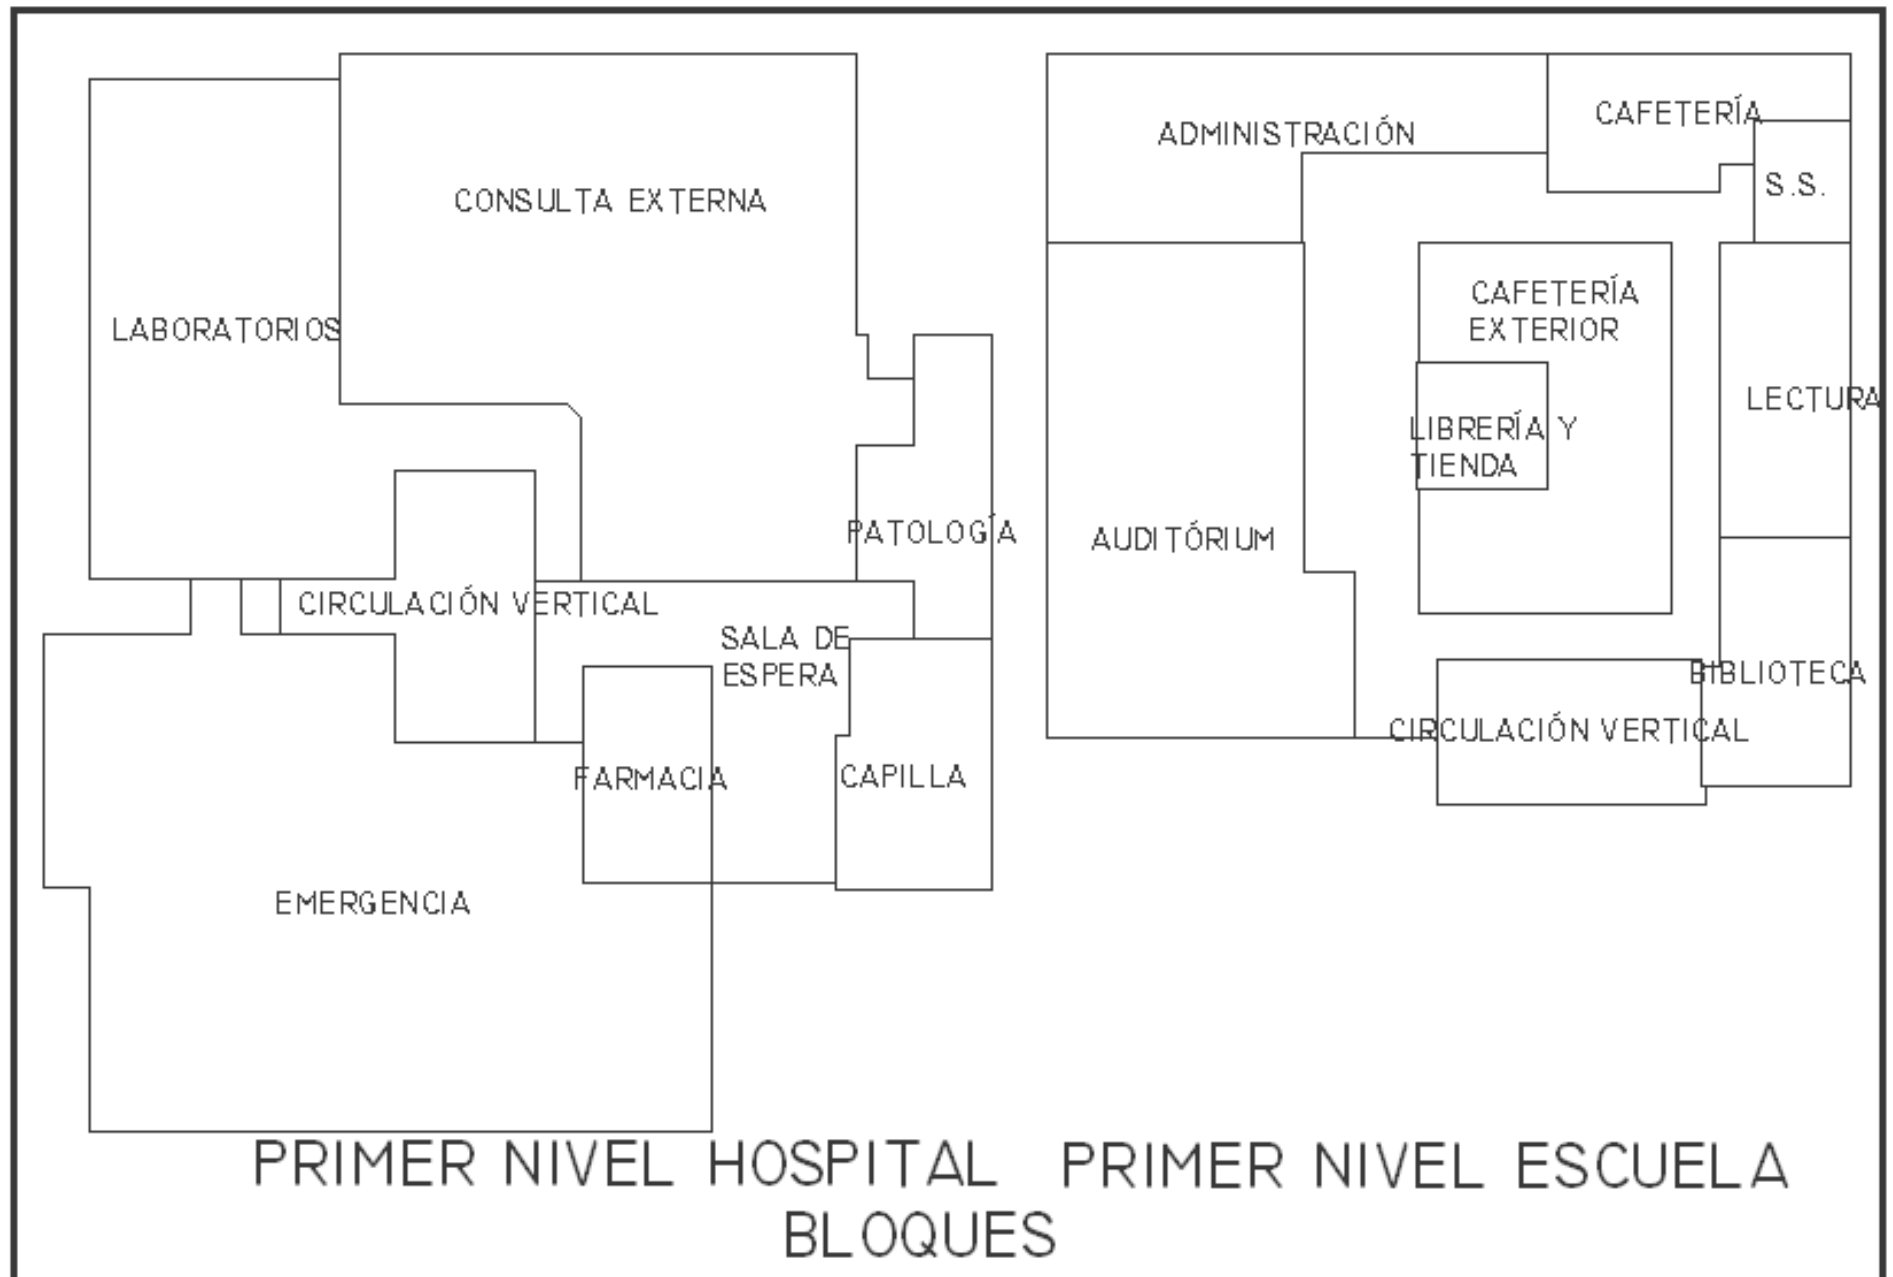 CONSULTA EXTERNA
LABORATORIOS
PATOLOGÍA
CIRCULACIÓN VERTICAL
SALA DE
ESPERA
FARMACIA
CAPILLA
EMERGENCIA
PRIMER NIVEL HOSPITAL
ADMINISTRACIÓN
CAFETERÍA
S.S.
CAFETERÍA
EXTERIOR
LECTURA
LIBRERÍA Y
TIENDA
AUDITÓRIUM
BIBLIOTECA
CIRCULACIÓN VERTICAL
PRIMER NIVEL ESCUELA
BLOQUES